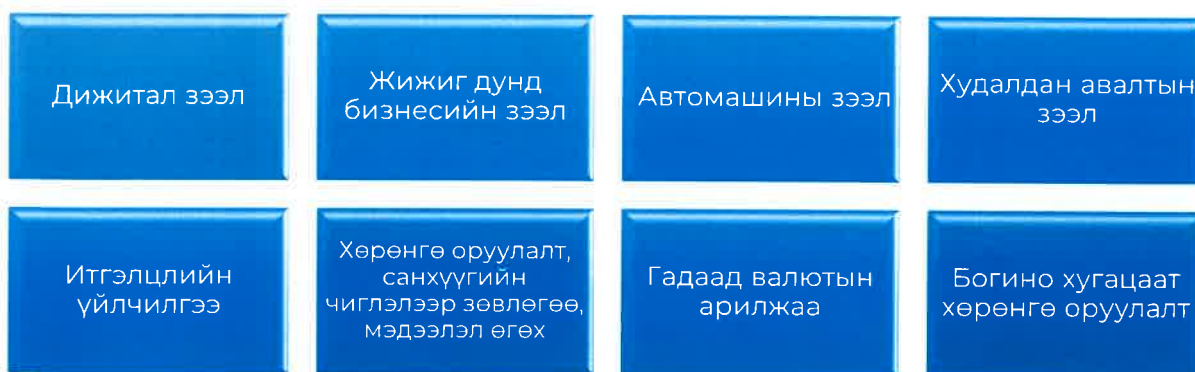 Дижитал зээл
Жижиг дунд
бизнесийн зээл
Автомашины зээл
Худалдан авалтын
зээл
Итгэлцлийн
үйлчилгээ
Хөрөнгө оруулалт,
санхүүгийн
чиглэлээр зөвлөгөө,
мэдээлэл өгөх
Гадаад валютын
арилжаа
Богино хугацаат
хөрөнгө оруулалт